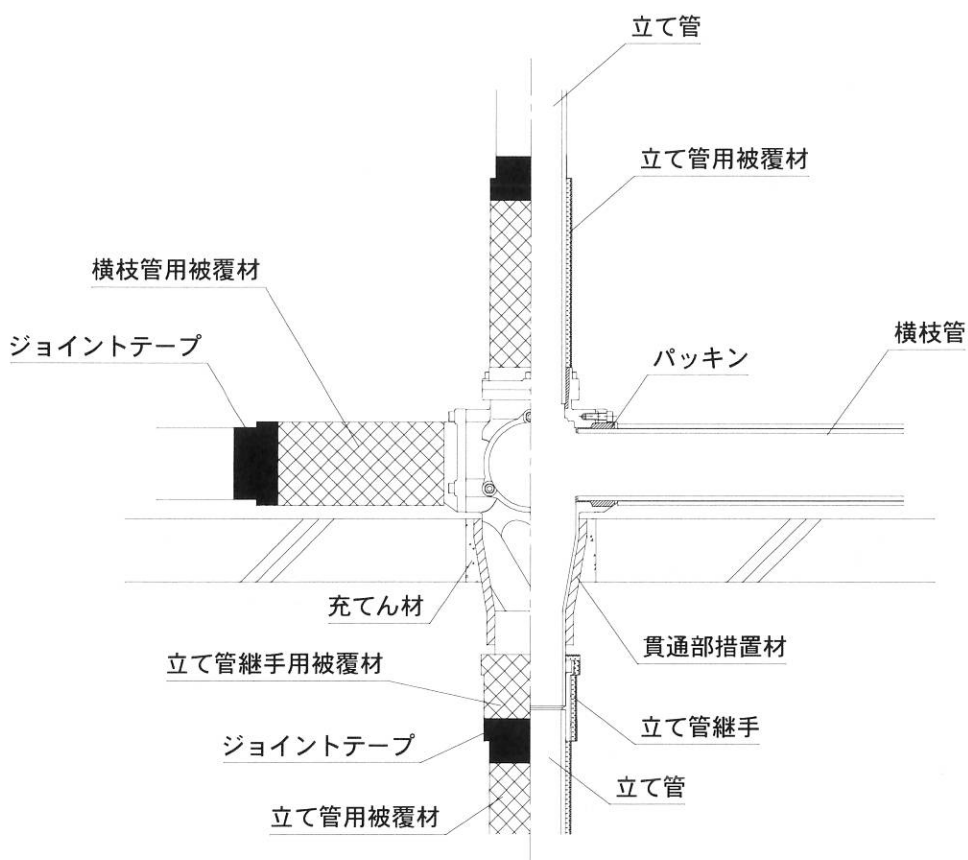 立て管
立て管用被覆材
横枝管用被覆材
横枝管
ジョイントテープ
パッキン
充てん材
貫通部措置材
立て管継手用被覆材
立て管継手
ジョイントテープ
立て管
立て管用被覆材